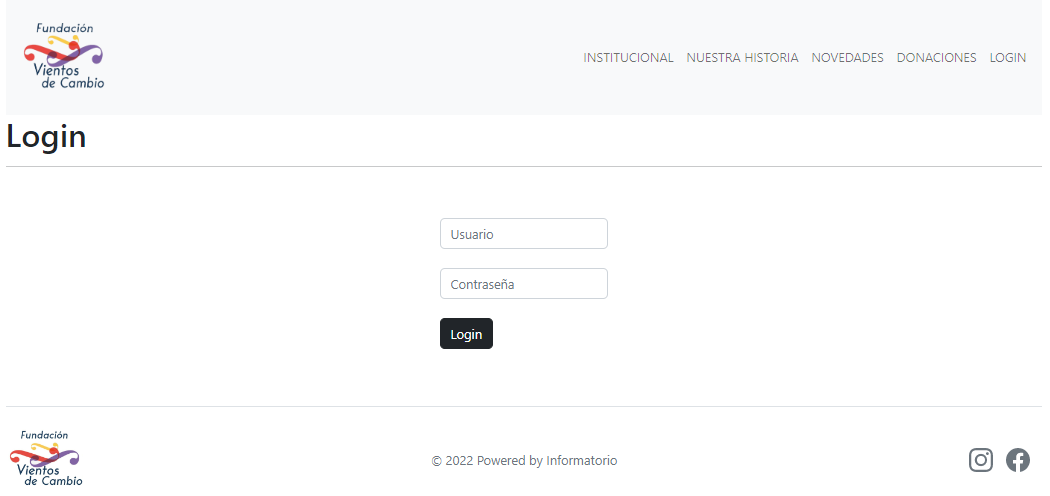 Fundación
Vientos
de Cambio
INSTITUCIONAL NUESTRA HISTORIA NOVEDADES DONACIONES LOGIN
Login
Usuario
Contraseña
Login
Fundación
Vientos
de Cambio
© 2022 Powered by Informatorio